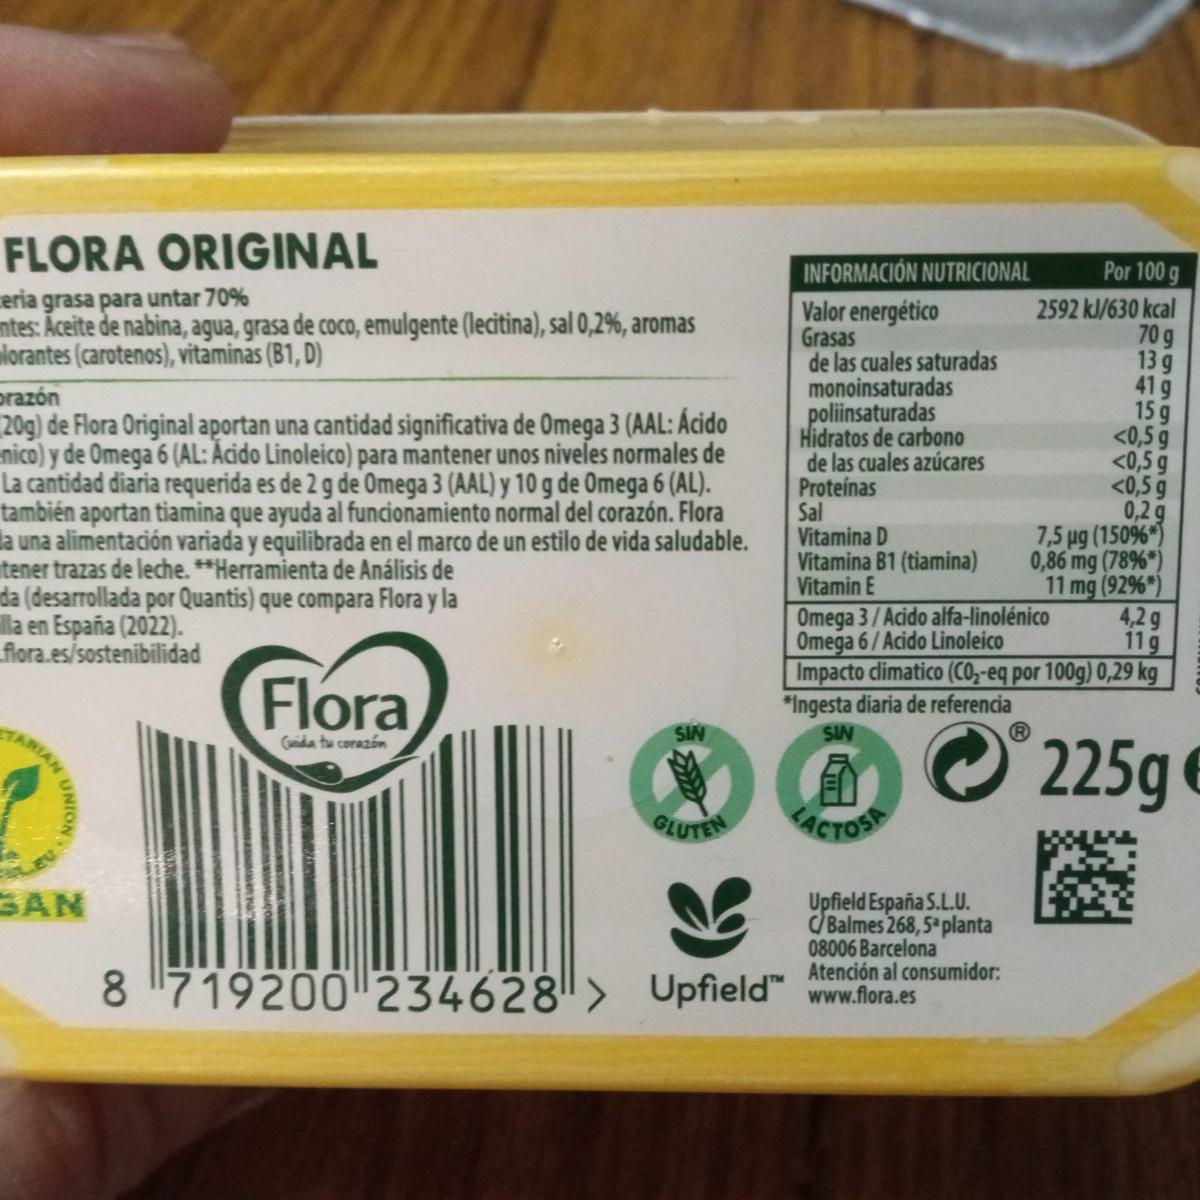 FLORA ORIGINAL
grasa para untar 70%
Aceite de nabina, agua, grasa de coco, emulgente (lecitina), sal 0,2%, aromas
(carotenos), vitaminas (B1, D)
(20g) de Flora Original aportan una cantidad significativa de Omega 3 (AAL: Ácido
y de Omega 6 (AL: Ácido Linoleico) para mantener unos niveles normales de
La cantidad diaria requerida es de 2 g de Omega 3 (AAL) y 10 g de Omega 6 (AL).
también aportan tiamina que ayuda al funcionamiento normal del corazón. Flora
una alimentación variada y equilibrada en el marco de un estilo de vida saludable.
trazas de leche. **Herramienta de Análisis de
(desarrollada por Quantis) que compara Flora y la
en España (2022).
.flora.es/sostenibilidad
Flora
Cuida tu corazón
UNION
EU
8 719200 234628 >
INFORMACIÓN NUTRICIONAL Por 100 g
Valor energético 2592 kJ/630 kcal
Grasas 70 g
de las cuales saturadas 13 g
monoinsaturadas 41 g
poliinsaturadas 15 g
Hidratos de carbono <0,5 g
de las cuales azúcares <0,5 g
Proteínas <0,5 g
Sal 0,2 g
Vitamina D 7,5 µg (150%*)
Vitamina B1 (tiamina) 0,86 mg (78%*)
Vitamin E 11 mg (92%*)
Omega 3 / Acido alfa-linolénico 4,2 g
Omega 6 / Acido Linoleico 11 g
Impacto climatico (CO₂-eq por 100g) 0,29 kg
*Ingesta diaria de referencia
SIN
GLUTEN
SIN
LACTOSA
® 225g
Upfield™
Upfield España S.L.U.
C/Balmes 268, 5ª planta
08006 Barcelona
Atención al consumidor:
www.flora.es